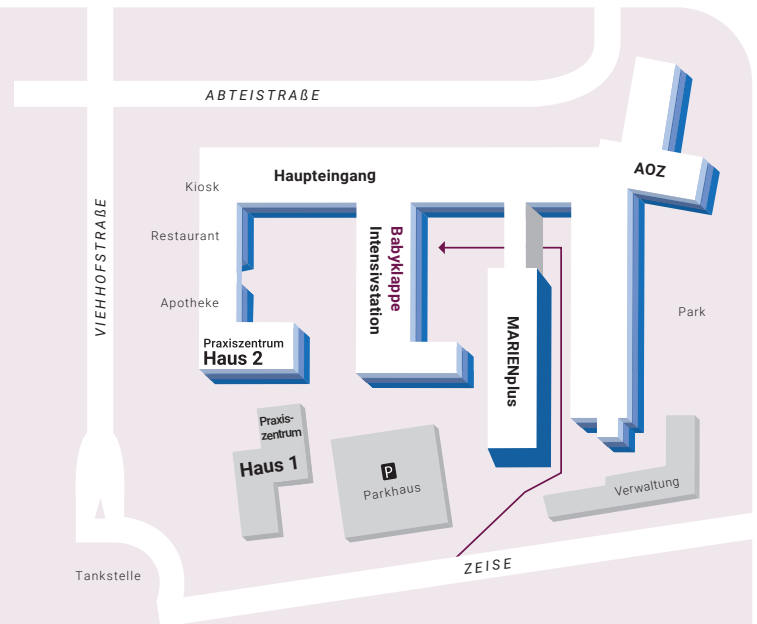 ABTEISTRAßE
AOZ
Haupteingang
Kiosk
VIEHHOFSTRAßE
Restaurant
Babyklappe
Intensivstation
Apotheke
Park
MARIENplus
Praxiszentrum
Haus 2
Praxis-
zentrum
Haus 1
P
Parkhaus
Verwaltung
ZEISE
Tankstelle